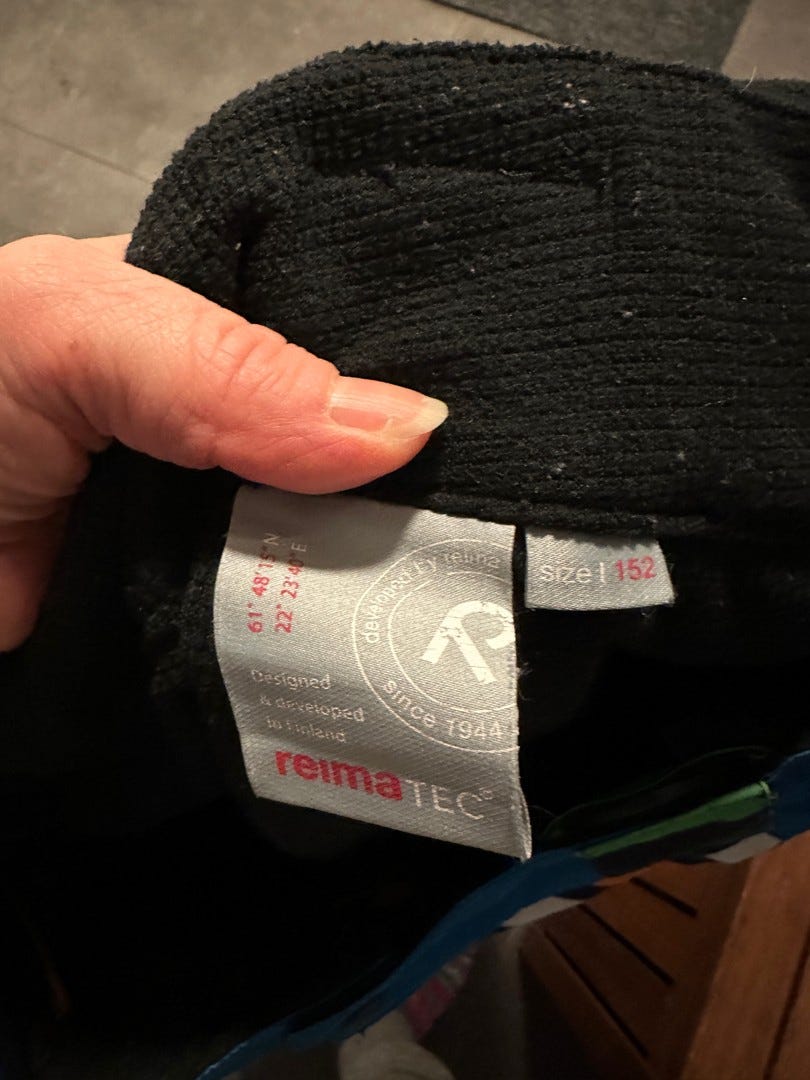 61° 48'15"N
22° 23'40"E
developed by reima
since 1944
Designed
& developed
in Finland
reimaTEC®
size | 152